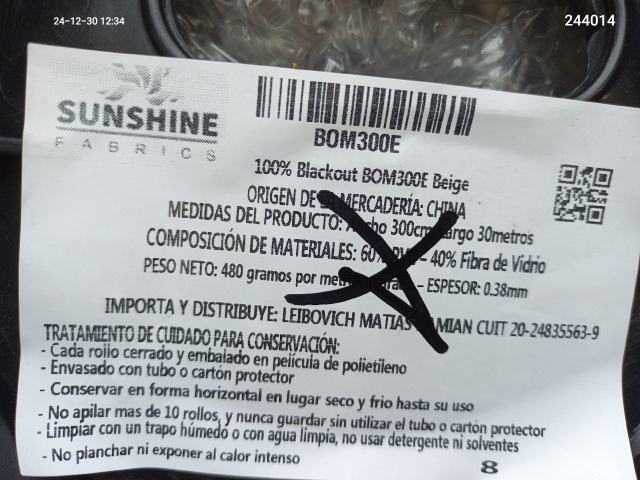 24-12-30 12:34
244014
SUNSHINE
FABRICS
BOM300E
100% Blackout BOM300E Beige
ORIGEN DE LA MERCADERÍA: CHINA
MEDIDAS DEL PRODUCTO: Ancho 300cm Largo 30metros
COMPOSICIÓN DE MATERIALES: 60% PVC - 40% Fibra de Vidrio
PESO NETO: 480 gramos por metro – ESPESOR: 0.38mm
IMPORTA Y DISTRIBUYE: LEIBOVICH MATIAS DAMIAN CUIT 20-24835563-9
TRATAMIENTO DE CUIDADO PARA CONSERVACIÓN:
- Cada rollo cerrado y embalado en película de polietileno
- Envasado con tubo o cartón protector
- Conservar en forma horizontal en lugar seco y frio hasta su uso
- No apilar mas de 10 rollos, y nunca guardar sin utilizar el tubo o cartón protector
- Limpiar con un trapo húmedo o con agua limpia, no usar detergente ni solventes
- No planchar ni exponer al calor intenso
8